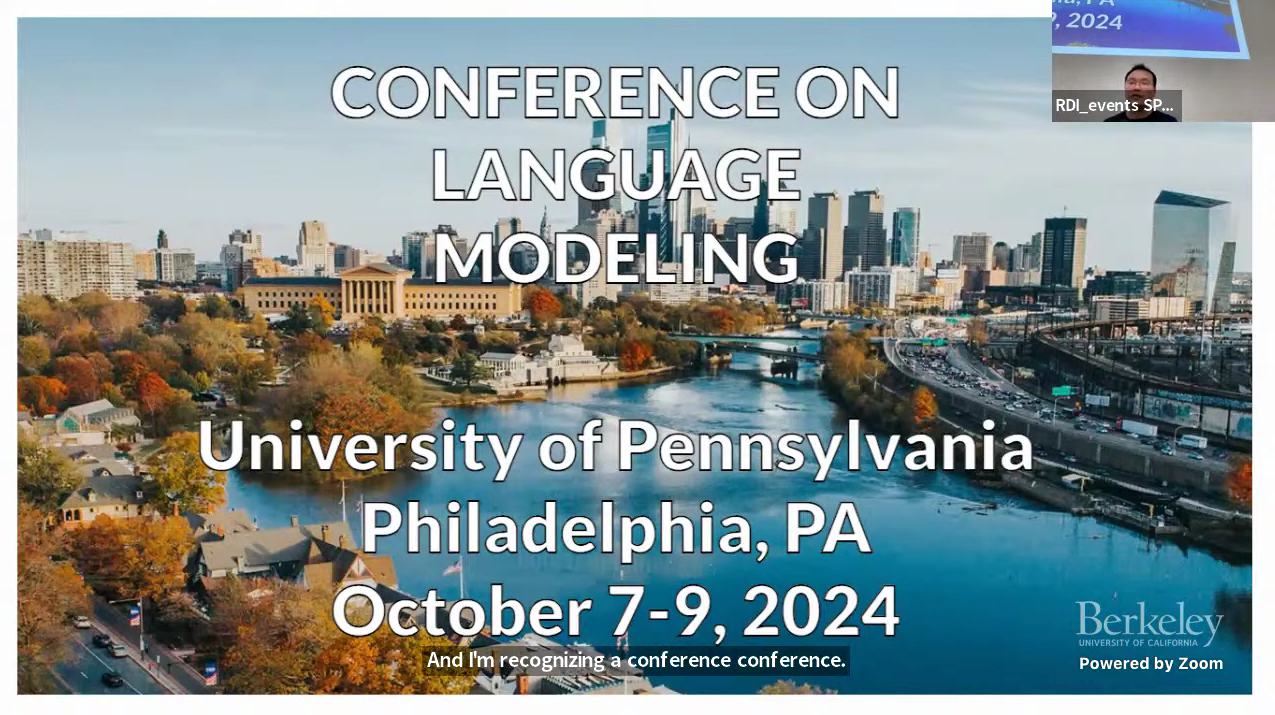 CONFERENCE ON
LANGUAGE
MODELING
University of Pennsylvania
Philadelphia, PA
October 7-9, 2024
And I'm recognizing a conference conference.
, 2024
RDI_events SP...
Berkeley
UNIVERSITY OF CALIFORNIA
Powered by Zoom